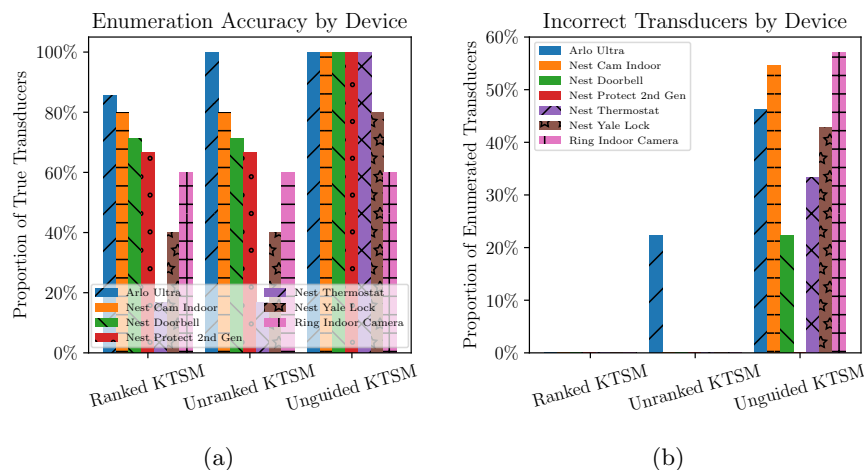 Enumeration Accuracy by Device
Proportion of True Transducers
100%
80%
60%
40%
20%
0%
Arlo Ultra
Nest Cam Indoor
Nest Doorbell
Nest Protect 2nd Gen
Nest Thermostat
Nest Yale Lock
Ring Indoor Camera
Ranked KTSM
Unranked KTSM
Unguided KTSM
(a)
Incorrect Transducers by Device
Proportion of Enumerated Transducers
60%
50%
40%
30%
20%
10%
0%
Arlo Ultra
Nest Cam Indoor
Nest Doorbell
Nest Protect 2nd Gen
Nest Thermostat
Nest Yale Lock
Ring Indoor Camera
Ranked KTSM
Unranked KTSM
Unguided KTSM
(b)